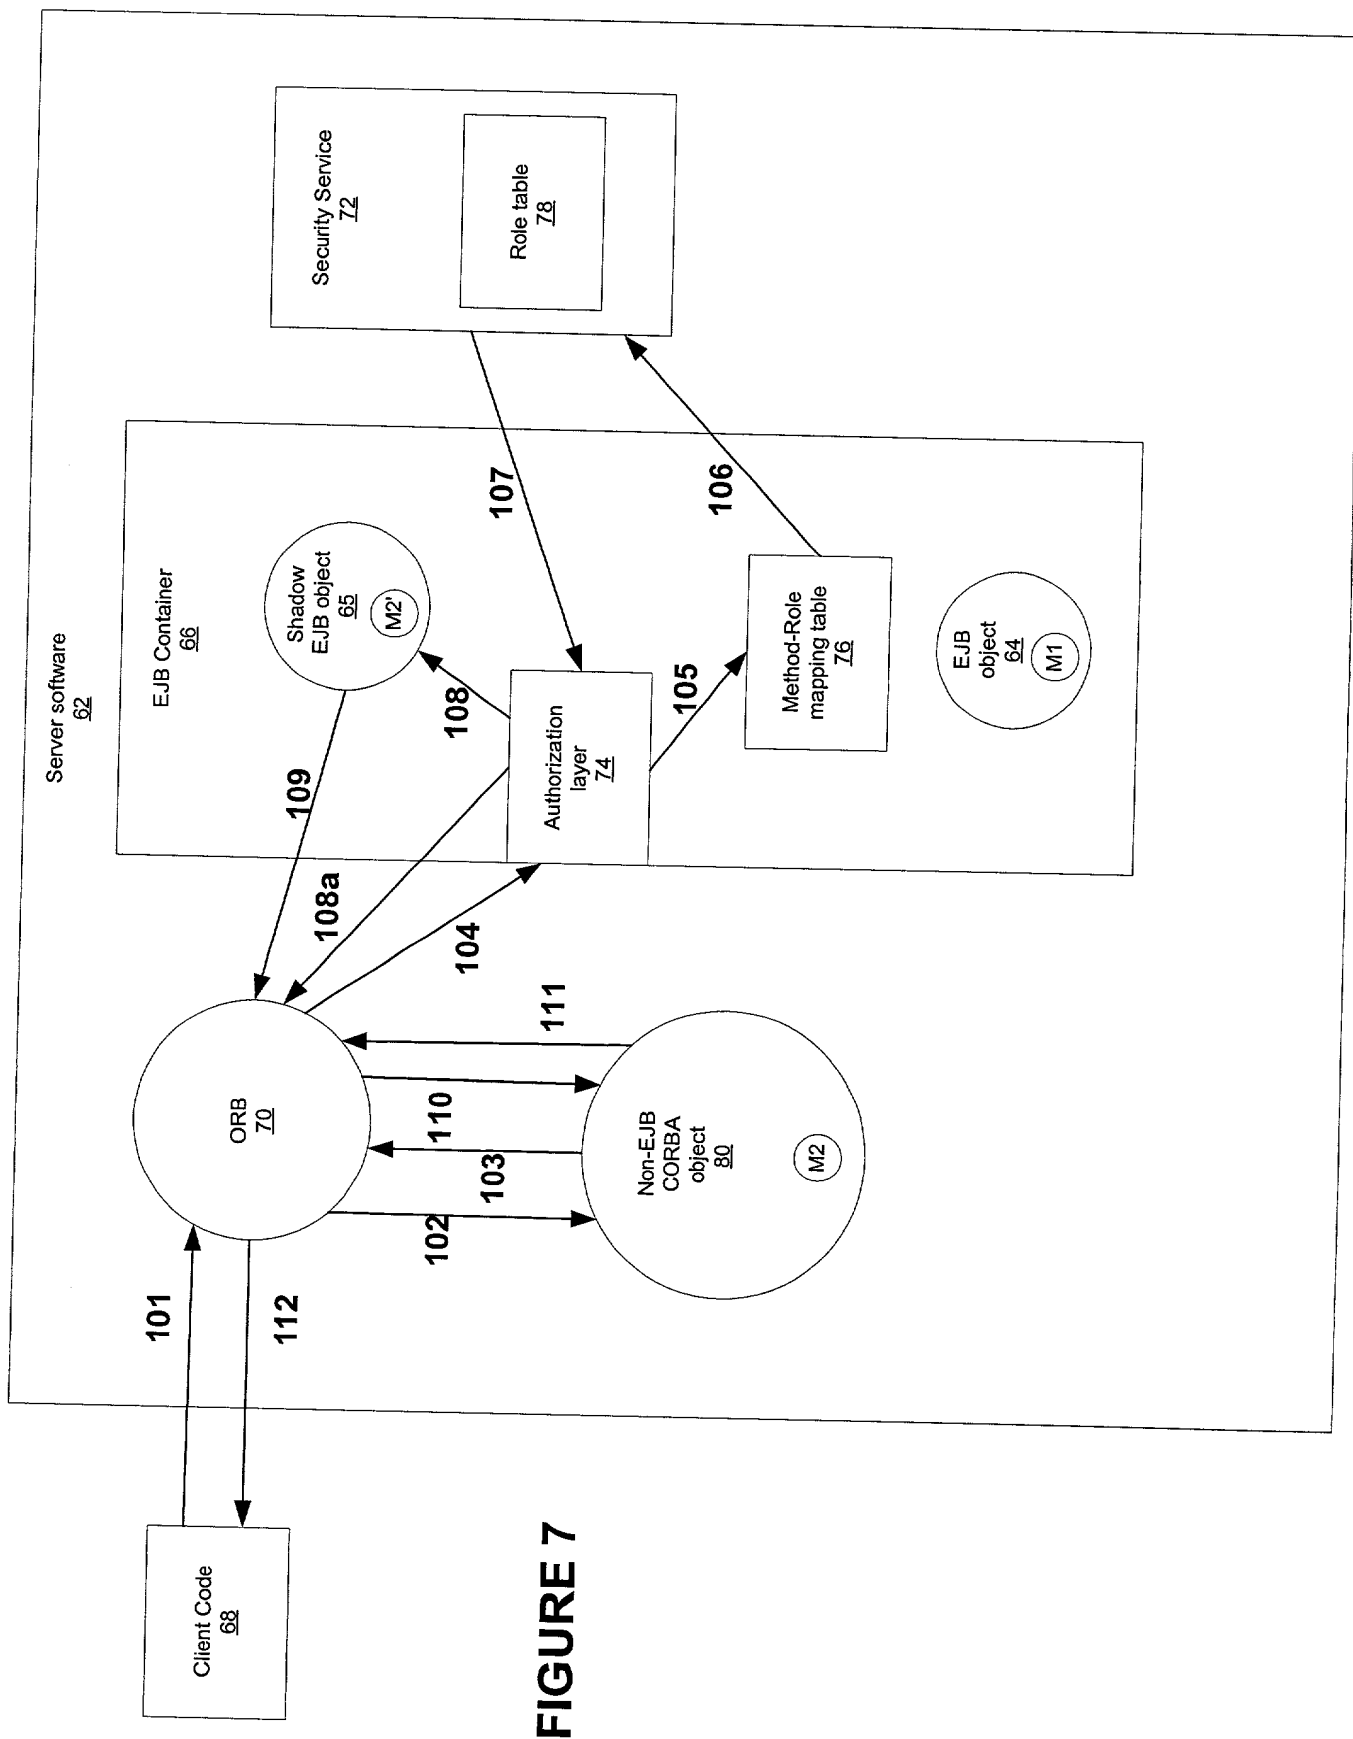 Server software
62
Client Code
68
101
112
ORB
70
102
103
110
111
Non-EJB
CORBA
object
80
M2
104
108a
109
EJB Container
66
Shadow
EJB object
65
M2'
108
Authorization
layer
74
105
107
106
Method-Role
mapping table
76
EJB
object
64
M1
Security Service
72
Role table
78
FIGURE 7